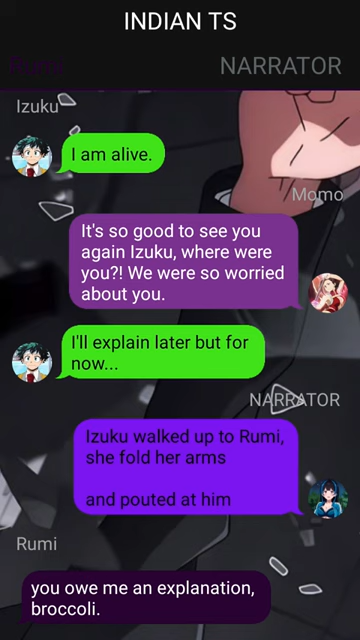 INDIAN TS
Rumi
NARRATOR
Izuku
I am alive.
Momo
It's so good to see you
again Izuku, where were
you?! We were so worried
about you.
I'll explain later but for
now...
NARRATOR
Izuku walked up to Rumi,
she fold her arms
and pouted at him
Rumi
you owe me an explanation,
broccoli.